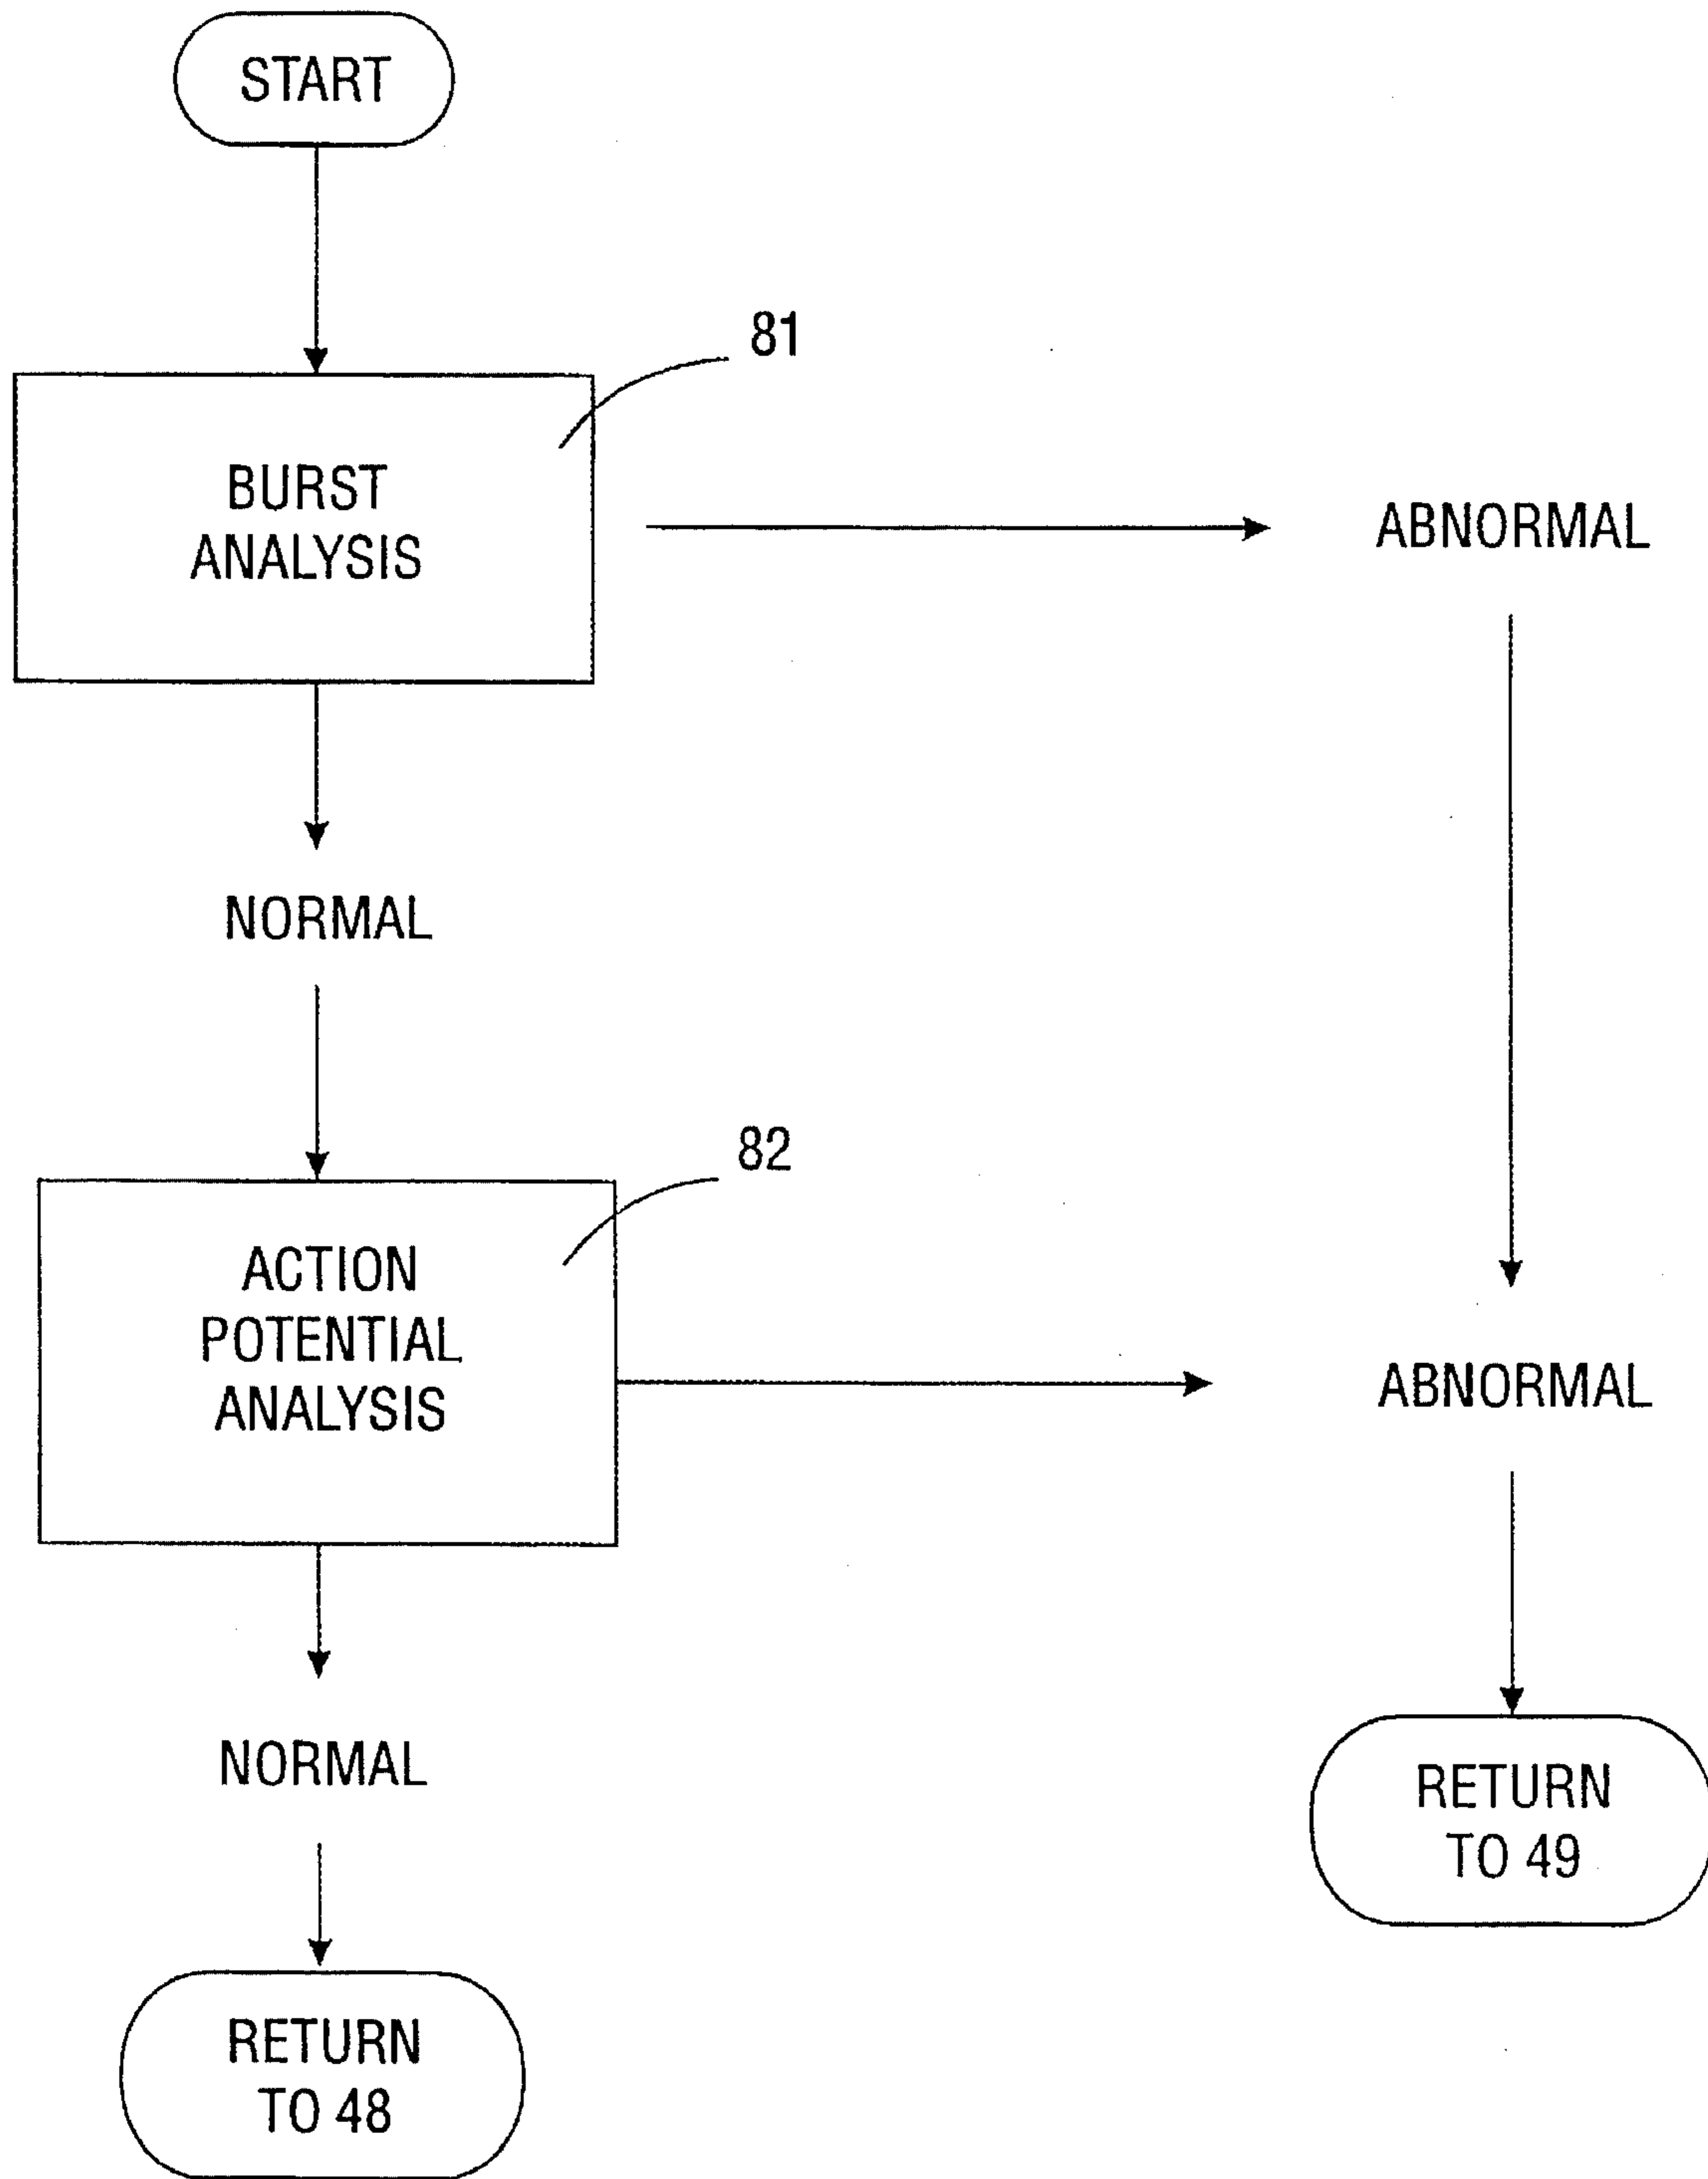 START
81
BURST
ANALYSIS
ABNORMAL
NORMAL
82
ACTION
POTENTIAL
ANALYSIS
ABNORMAL
NORMAL
RETURN
TO 49
RETURN
TO 48